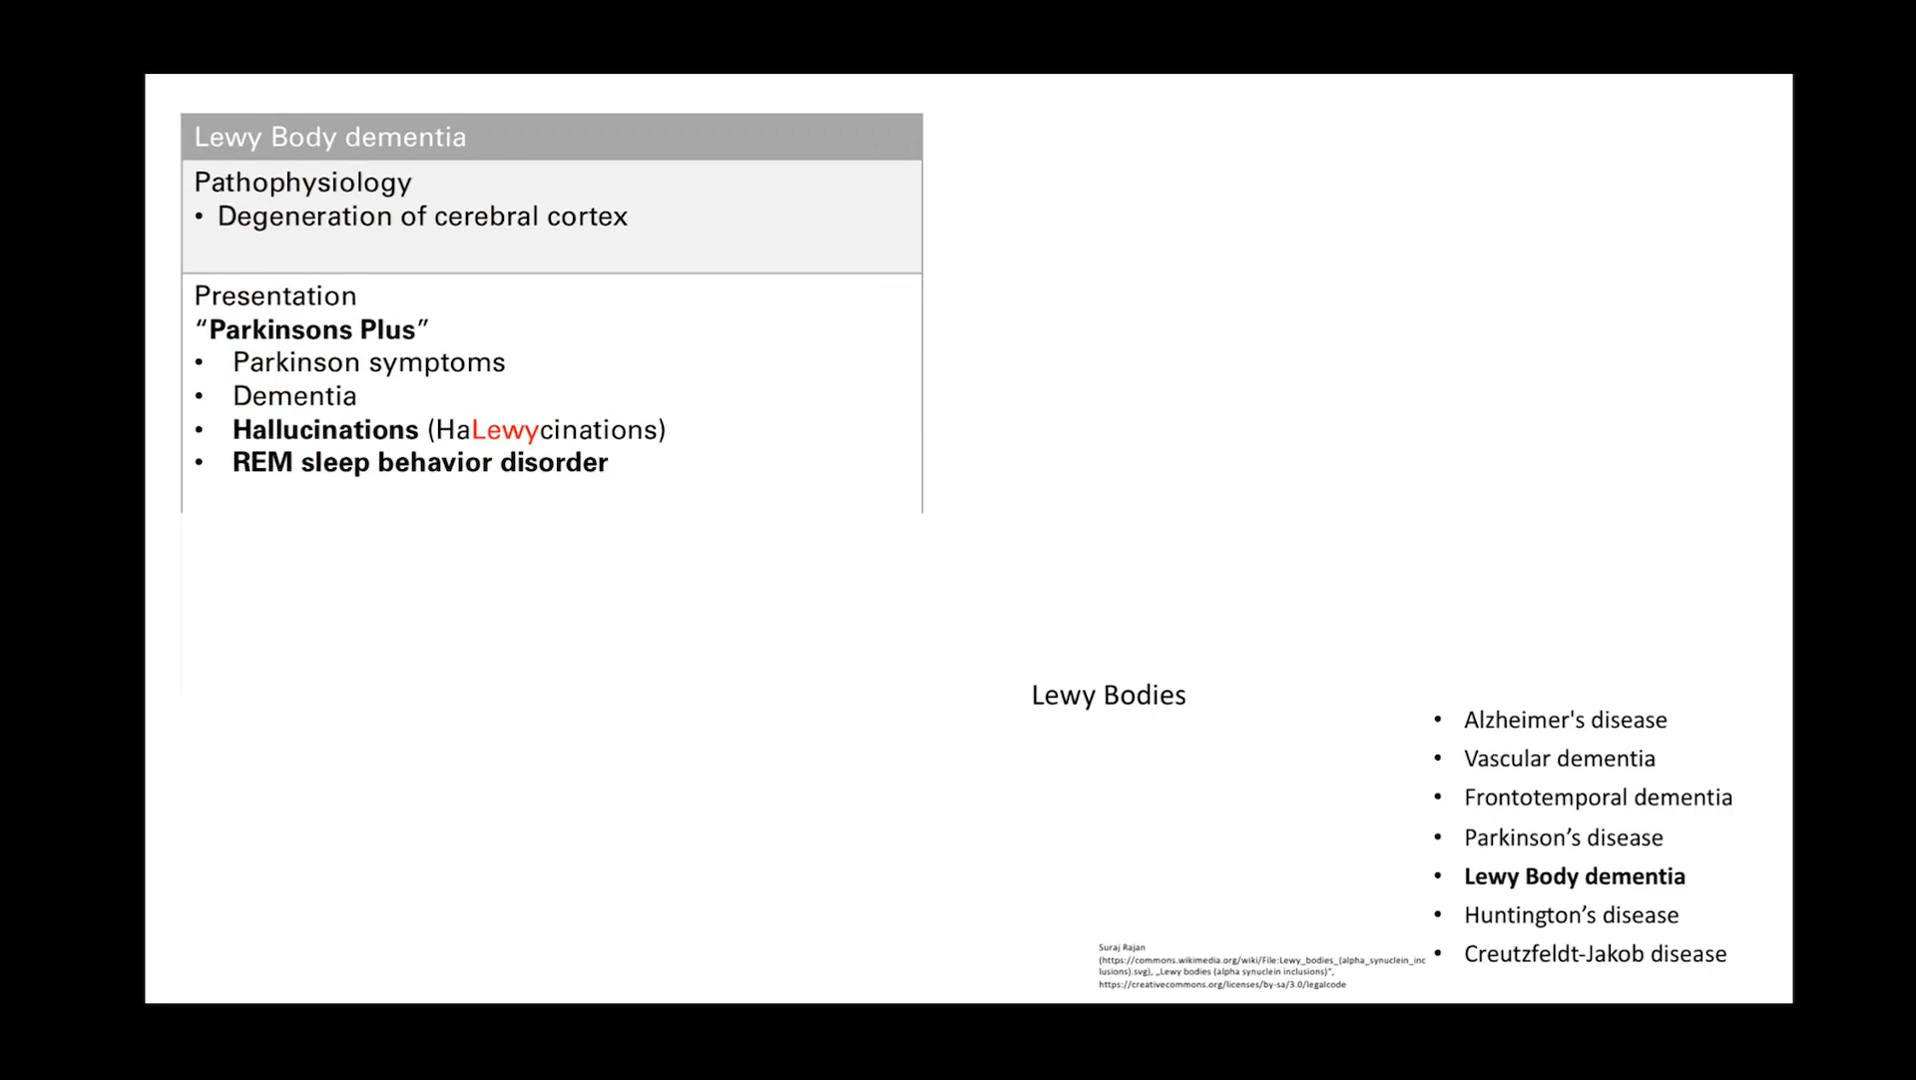 Lewy Body dementia
Pathophysiology
• Degeneration of cerebral cortex
Presentation
“Parkinsons Plus”
• Parkinson symptoms
• Dementia
• Hallucinations (HaLewycinations)
• REM sleep behavior disorder
Lewy Bodies
• Alzheimer's disease
• Vascular dementia
• Frontotemporal dementia
• Parkinson’s disease
• Lewy Body dementia
• Huntington’s disease
• Creutzfeldt-Jakob disease
Suraj Rajan
(https://commons.wikimedia.org/wiki/File:Lewy_bodies_(alpha_synuclein_inc
lusions).svg), „Lewy bodies (alpha synuclein inclusions)“,
https://creativecommons.org/licenses/by-sa/3.0/legalcode